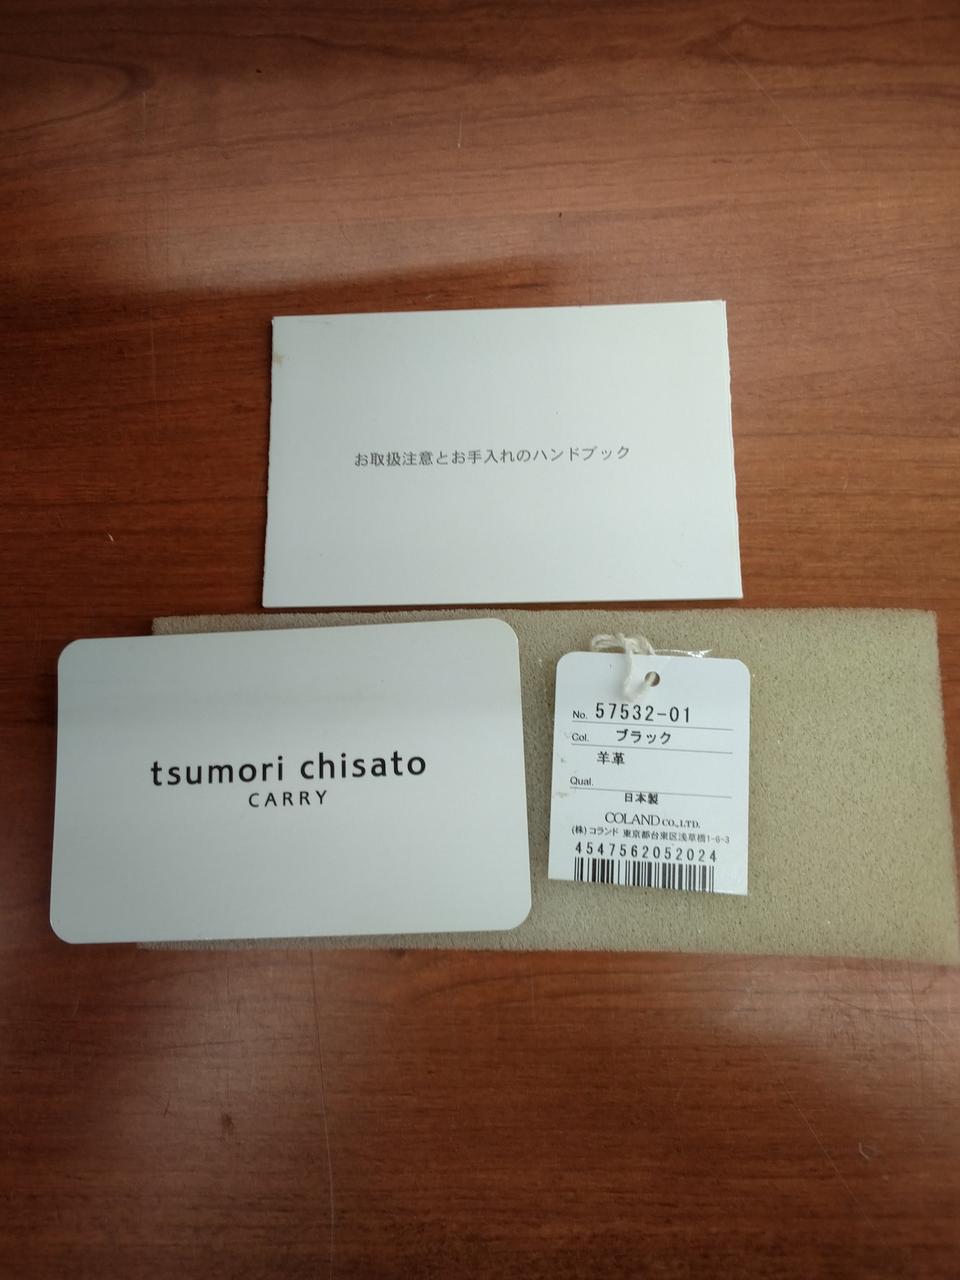 お取扱注意とお手入れのハンドブック
tsumori chisato
CARRY
No. 57532-01
Col. ブラック
羊革
Qual.
日本製
COLAND CO.,LTD.
(株) コランド 東京都台東区浅草橋1-6-3
4547562052024